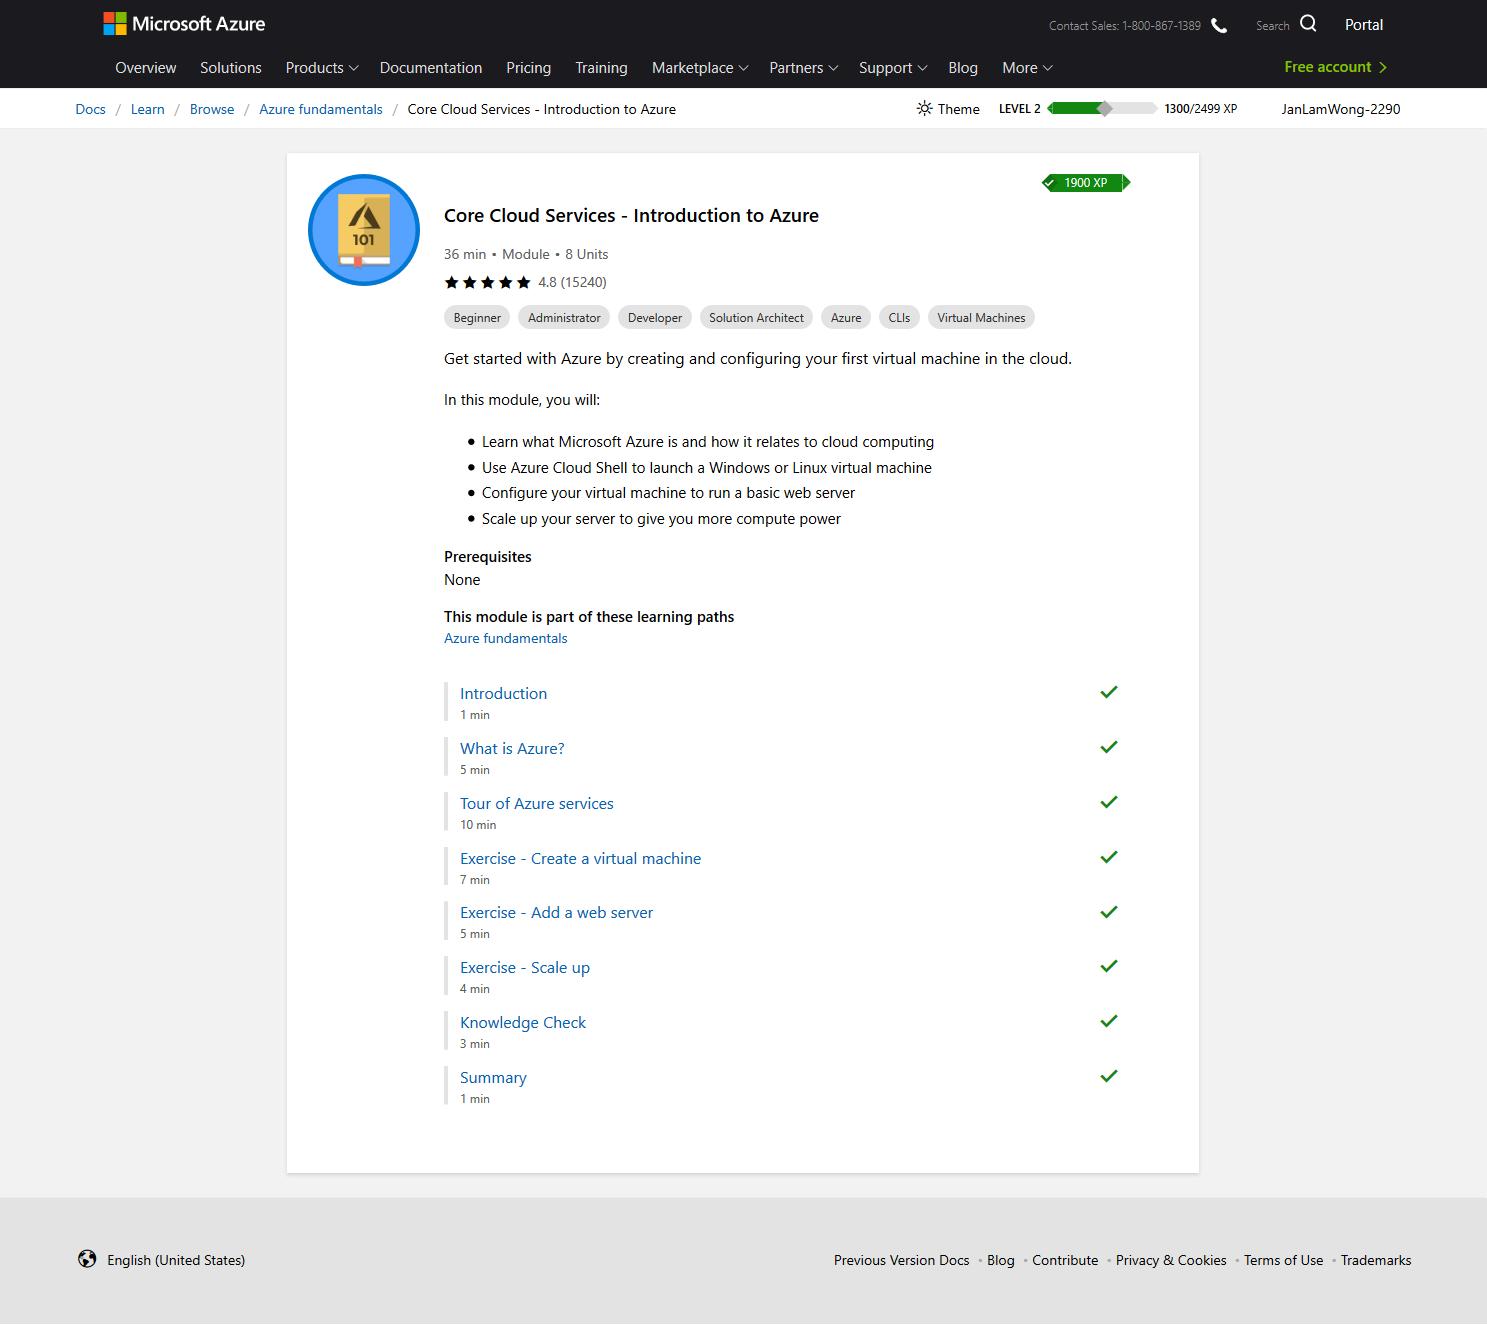 Microsoft Azure
Contact Sales: 1-800-867-1389
Search
Portal
Overview Solutions Products Documentation Pricing Training Marketplace Partners Support Blog More
Free account
Docs / Learn / Browse / Azure fundamentals / Core Cloud Services - Introduction to Azure
Theme
LEVEL 2
1300/2499 XP
JanLamWong-2290
101
1900 XP
Core Cloud Services - Introduction to Azure
36 min • Module • 8 Units
4.8 (15240)
Beginner Administrator Developer Solution Architect Azure CLIs Virtual Machines
Get started with Azure by creating and configuring your first virtual machine in the cloud.
In this module, you will:
• Learn what Microsoft Azure is and how it relates to cloud computing
• Use Azure Cloud Shell to launch a Windows or Linux virtual machine
• Configure your virtual machine to run a basic web server
• Scale up your server to give you more compute power
Prerequisites
None
This module is part of these learning paths
Azure fundamentals
Introduction
1 min
What is Azure?
5 min
Tour of Azure services
10 min
Exercise - Create a virtual machine
7 min
Exercise - Add a web server
5 min
Exercise - Scale up
4 min
Knowledge Check
3 min
Summary
1 min
English (United States)
Previous Version Docs • Blog • Contribute • Privacy & Cookies • Terms of Use • Trademarks